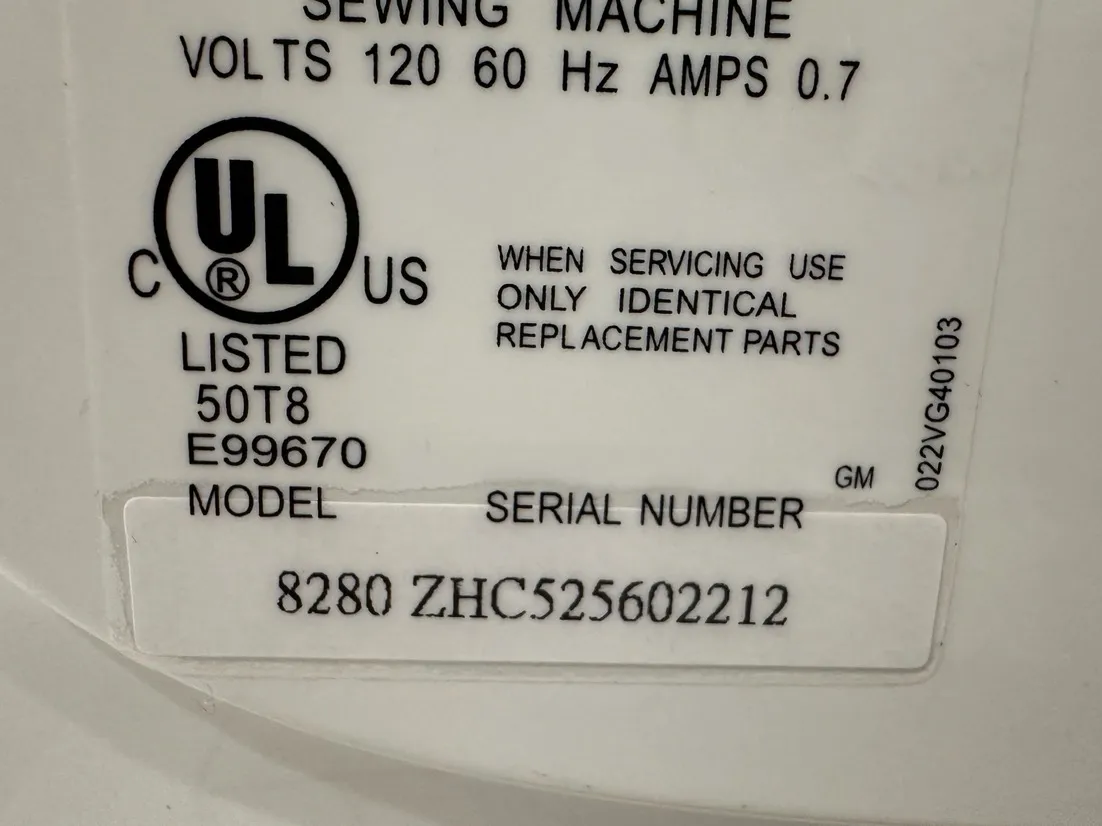 SEWING MACHINE
VOLTS 120 60 Hz AMPS 0.7
UL
®
C US
LISTED
50T8
E99670
WHEN SERVICING USE
ONLY IDENTICAL
REPLACEMENT PARTS
022VG40103
GM
MODEL SERIAL NUMBER
8280 ZHC525602212